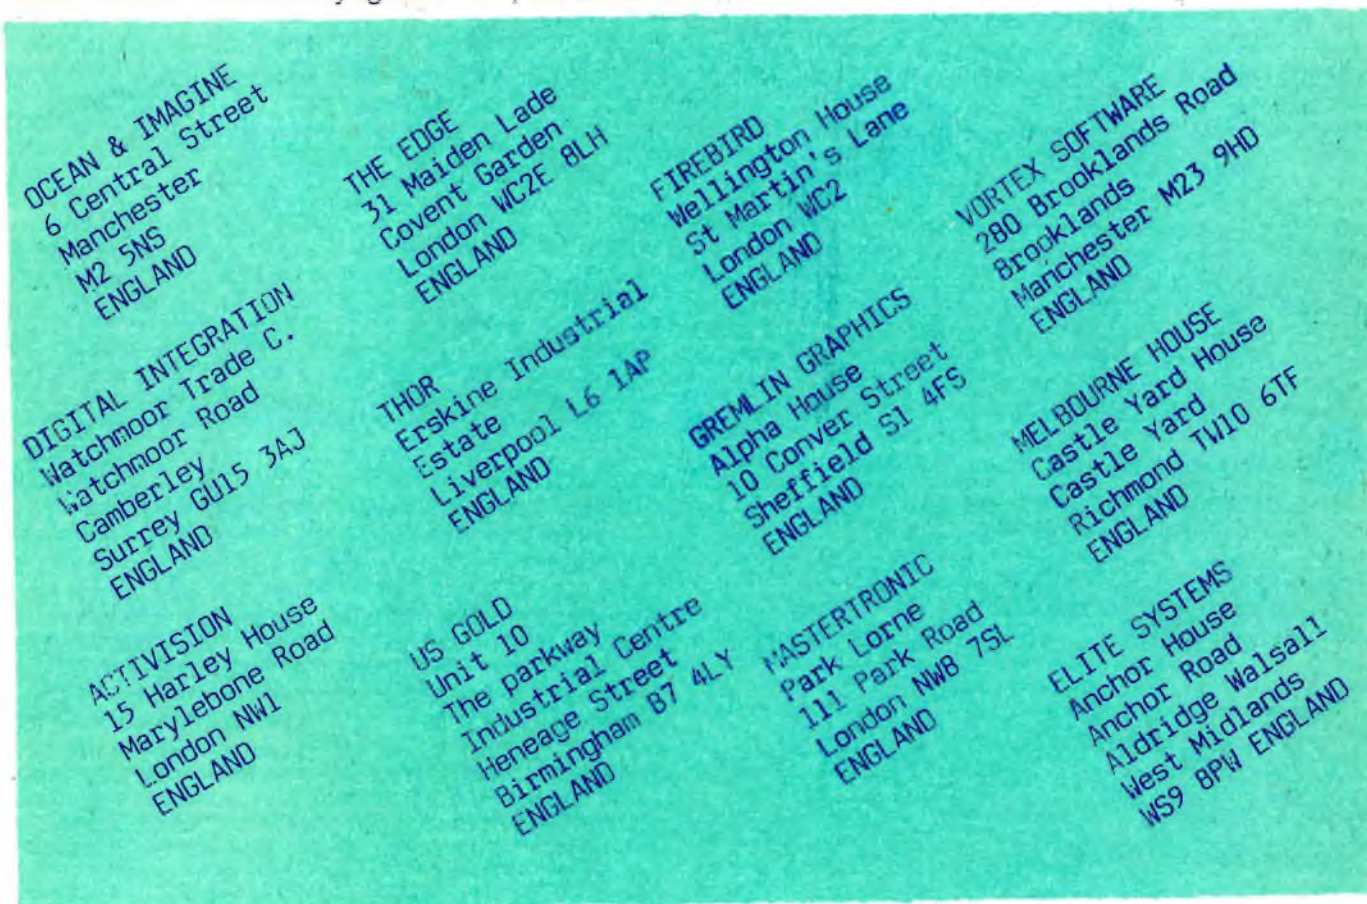 OCEAN & IMAGINE
6 Central Street
Manchester
M2 5NS
ENGLAND
THE EDGE
31 Maiden Lade
Covent Garden
London WC2E 8LH
ENGLAND
FIREBIRD
Wellington House
St Martin's Lane
London WC2
ENGLAND
VORTEX SOFTWARE
280 Brooklands Road
Brooklands
Manchester M23 9HD
ENGLAND
DIGITAL INTEGRATION
Watchmoor Trade C.
Watchmoor Road
Camberley
Surrey GU15 3AJ
ENGLAND
THOR
Erskine Industrial
Estate
Liverpool L6 1AP
ENGLAND
GREMLIN GRAPHICS
Alpha House
10 Conver Street
Sheffield S1 4FS
ENGLAND
MELBOURNE HOUSE
Castle Yard House
Castle Yard
Richmond TW10 6TF
ENGLAND
ACTIVISION
15 Harley House
Marylebone Road
London NW1
ENGLAND
US GOLD
Unit 10
The parkway
Industrial Centre
Heneage Street
Birmingham B7 4LY
ENGLAND
MASTERTRONIC
Park Lorne
111 Park Road
London NW8 7SL
ENGLAND
ELITE SYSTEMS
Anchor House
Anchor Road
Aldridge Walsall
West Midlands
WS9 8PW ENGLAND